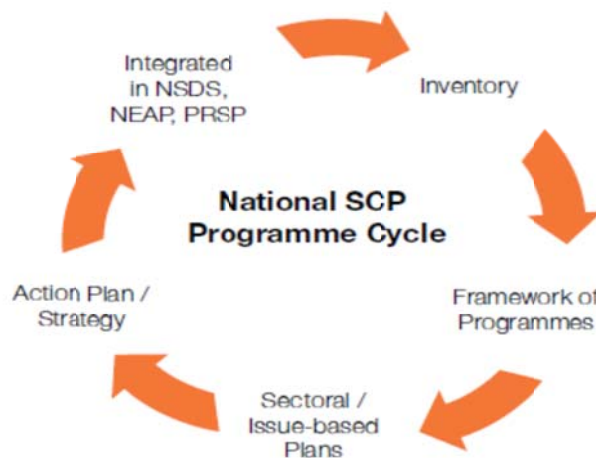 Integrated
in NSDS,
NEAP, PRSP
Inventory
National SCP
Programme Cycle
Action Plan /
Strategy
Framework of
Programmes
Sectoral /
Issue-based
Plans